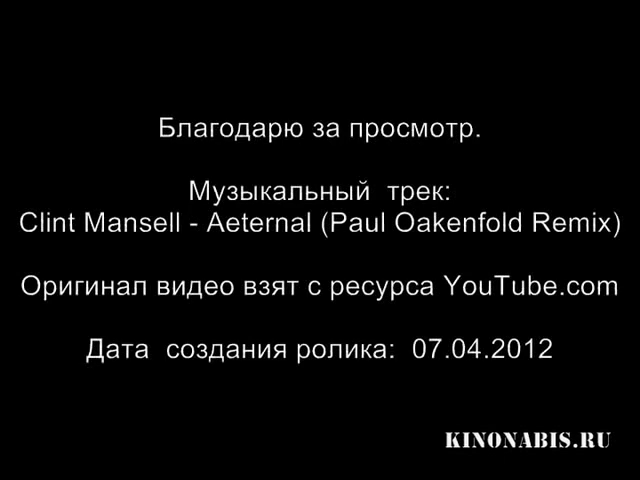 Благодарю за просмотр.
Музыкальный трек:
Clint Mansell - Aeternal (Paul Oakenfold Remix)
Оригинал видео взят с ресурса YouTube.com
Дата создания ролика: 07.04.2012
KINONABIS.RU